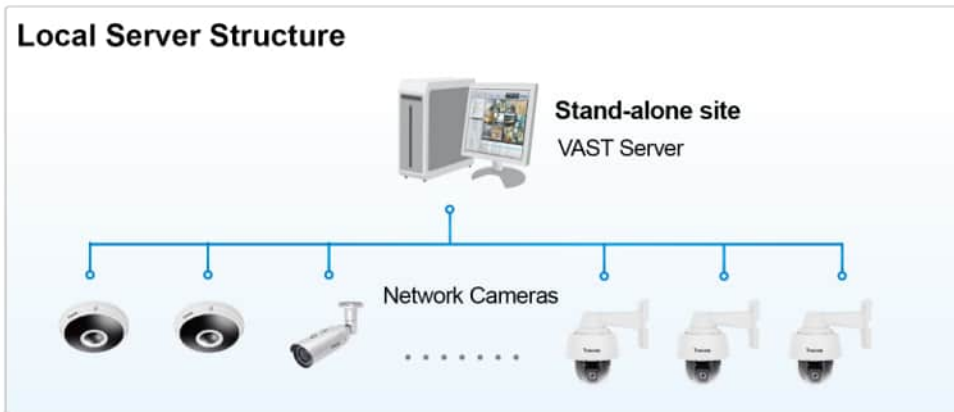 Local Server Structure
Stand-alone site
VAST Server
Network Cameras